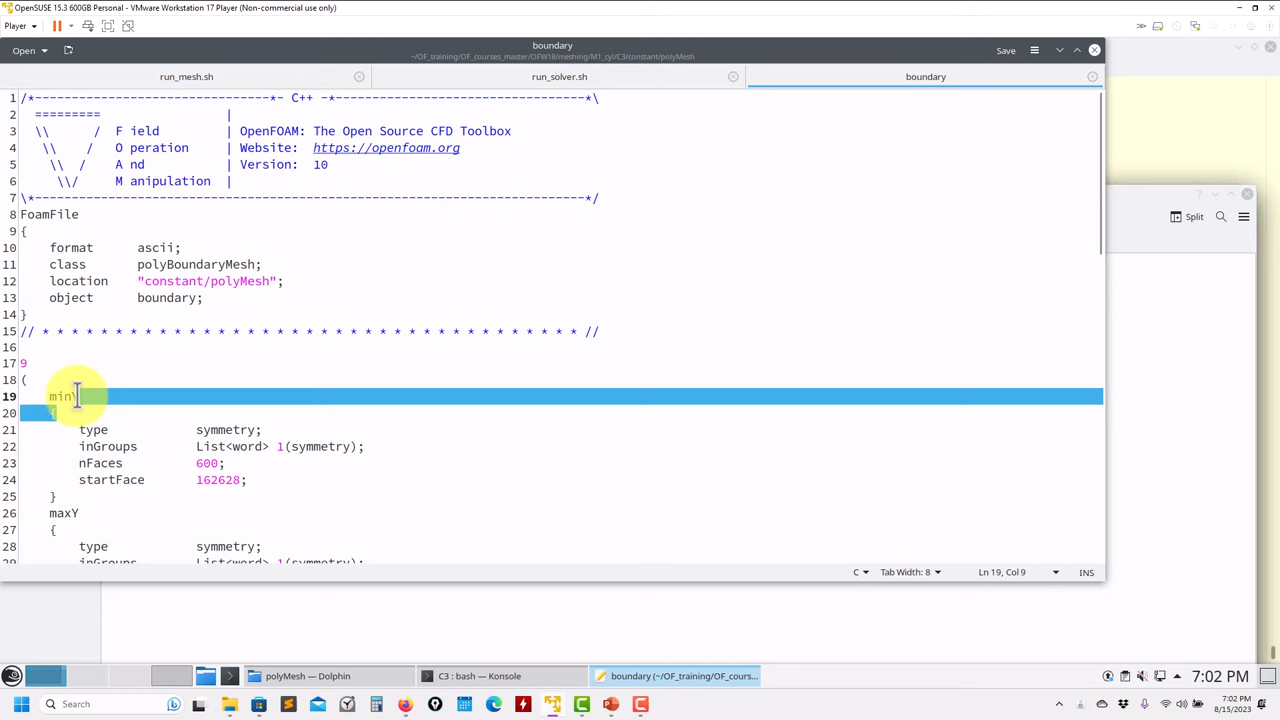 OpenSUSE 15.3 600GB Personal - VMware Workstation 17 Player (Non-commercial use only)
Player
Open
boundary
~/OF_training/OF_courses_master/OFW18/meshing/M1_cyl/C3/constant/polyMesh
Save
run_mesh.sh
run_solver.sh
boundary
1 /*--------------------------------*- C++ -*----------------------------------*\
2   =========                 |
3   \\      /  F ield         | OpenFOAM: The Open Source CFD Toolbox
4    \\    /   O peration     | Website:  https://openfoam.org
5     \\  /    A nd           | Version:  10
6      \\/     M anipulation  |
7 \*---------------------------------------------------------------------------*/
8 FoamFile
9 {
10     format      ascii;
11     class       polyBoundaryMesh;
12     location    "constant/polyMesh";
13     object      boundary;
14 }
15 // * * * * * * * * * * * * * * * * * * * * * * * * * * * * * * * * * * * * * //
16
17 9
18 (
19     minY
20     {
21         type            symmetry;
22         inGroups        List<word> 1(symmetry);
23         nFaces          600;
24         startFace       162628;
25     }
26     maxY
27     {
28         type            symmetry;
29         inGroups        List<word> 1(symmetry);
Split
C
Tab Width: 8
Ln 19, Col 9
INS
polyMesh — Dolphin
C3 : bash — Konsole
boundary (~/OF_training/OF_cours...
7:02 PM
Search
7:02 PM
8/15/2023